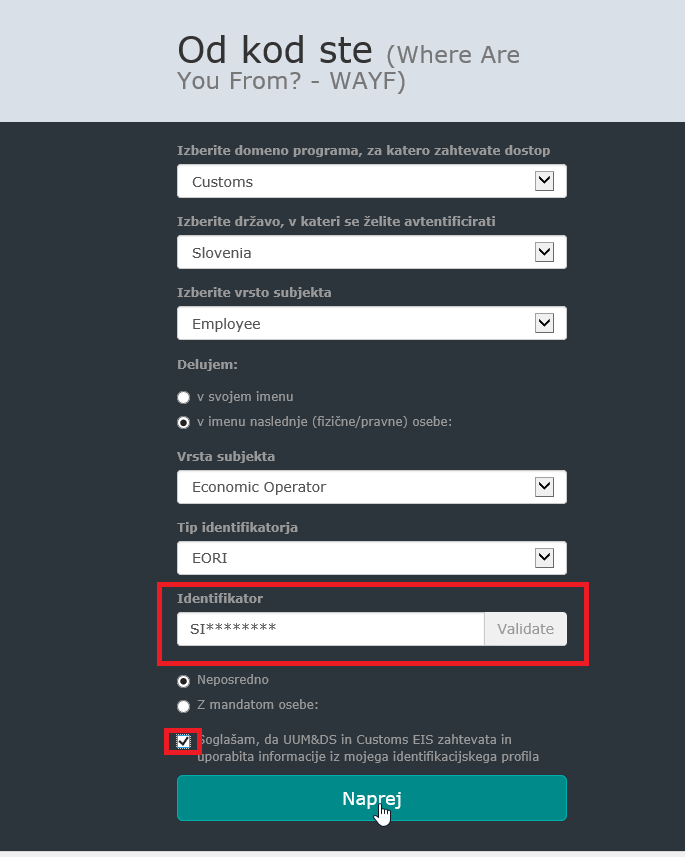 Od kod ste (Where Are
You From? - WAYF)
Izberite domeno programa, za katero zahtevate dostop
Customs
Izberite državo, v kateri se želite avtentificirati
Slovenia
Izberite vrsto subjekta
Employee
Delujem:
v svojem imenu
v imenu naslednje (fizične/pravne) osebe:
Vrsta subjekta
Economic Operator
Tip identifikatorja
EORI
Identifikator
SI******** Validate
Neposredno
Z mandatom osebe:
Soglašam, da UUM&DS in Customs EIS zahtevata in
uporabita informacije iz mojega identifikacijskega profila
Naprej